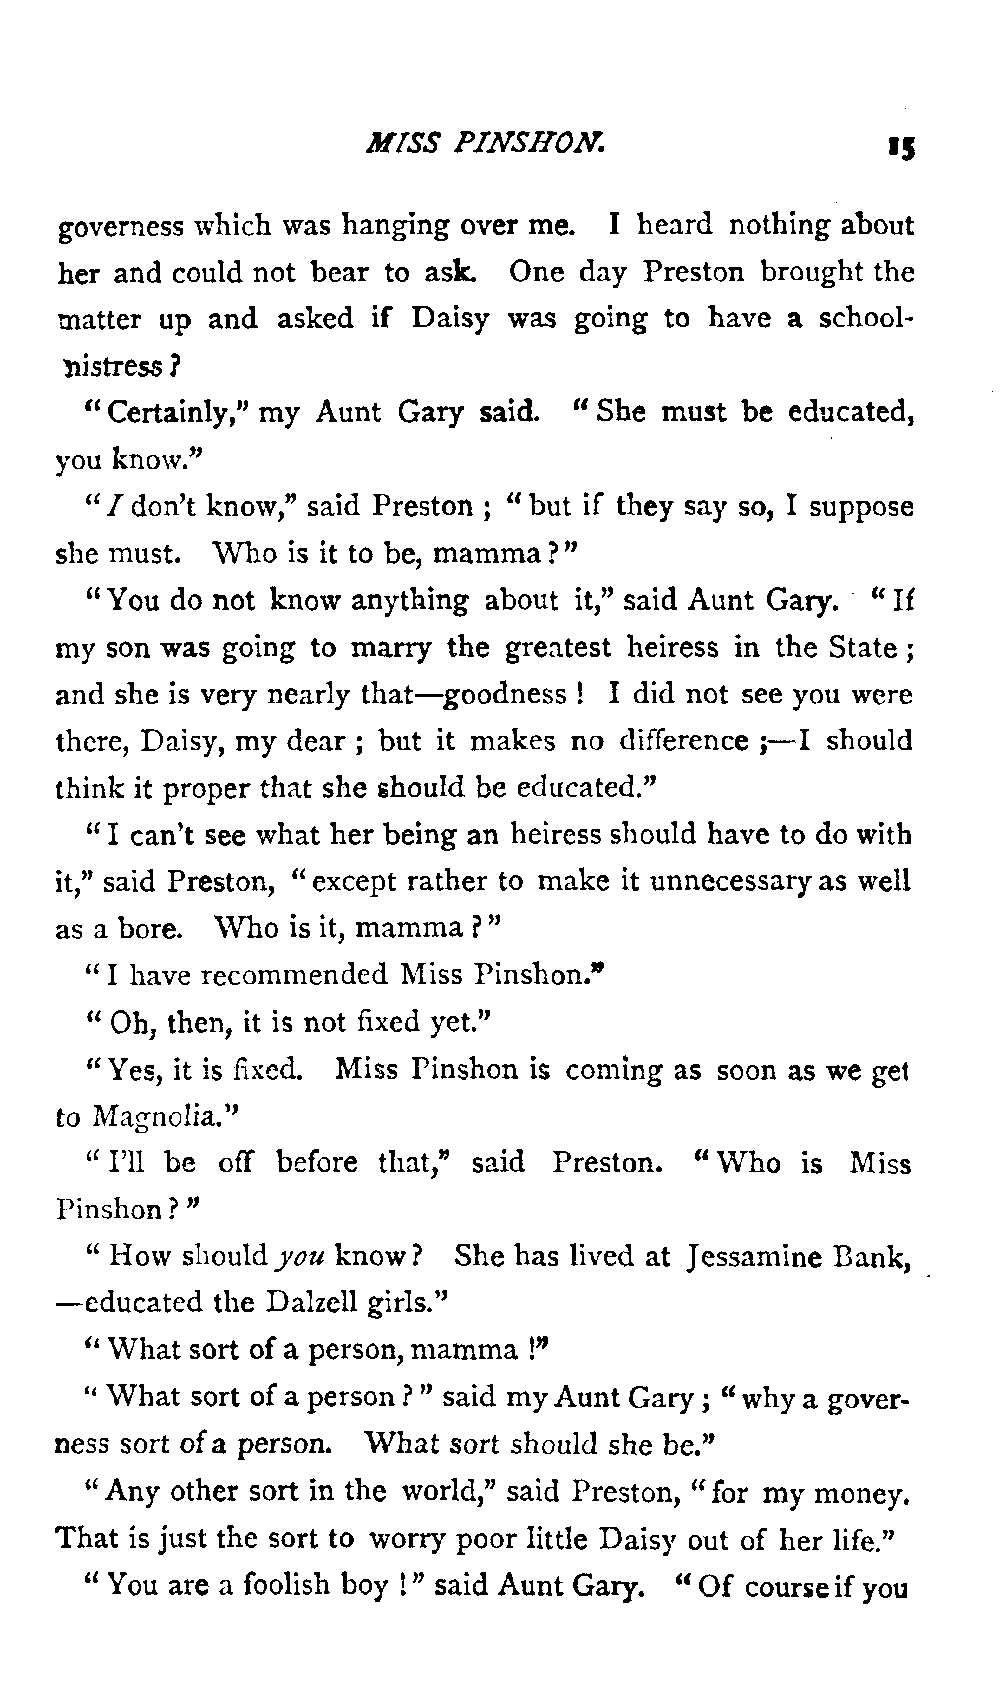 MISS PINSHON. 15
governess which was hanging over me. I heard nothing about
her and could not bear to ask. One day Preston brought the
matter up and asked if Daisy was going to have a school-
nistress?
"Certainly," my Aunt Gary said. "She must be educated,
you know."
"I don't know," said Preston; "but if they say so, I suppose
she must. Who is it to be, mamma?"
"You do not know anything about it," said Aunt Gary. "If
my son was going to marry the greatest heiress in the State;
and she is very nearly that—goodness! I did not see you were
there, Daisy, my dear; but it makes no difference;—I should
think it proper that she should be educated."
"I can't see what her being an heiress should have to do with
it," said Preston, "except rather to make it unnecessary as well
as a bore. Who is it, mamma?"
"I have recommended Miss Pinshon."
"Oh, then, it is not fixed yet."
"Yes, it is fixed. Miss Pinshon is coming as soon as we get
to Magnolia."
"I'll be off before that," said Preston. "Who is Miss
Pinshon?"
"How should you know? She has lived at Jessamine Bank,
—educated the Dalzell girls."
"What sort of a person, mamma!"
"What sort of a person?" said my Aunt Gary; "why a gover-
ness sort of a person. What sort should she be."
"Any other sort in the world," said Preston, "for my money.
That is just the sort to worry poor little Daisy out of her life."
"You are a foolish boy!" said Aunt Gary. "Of course if you